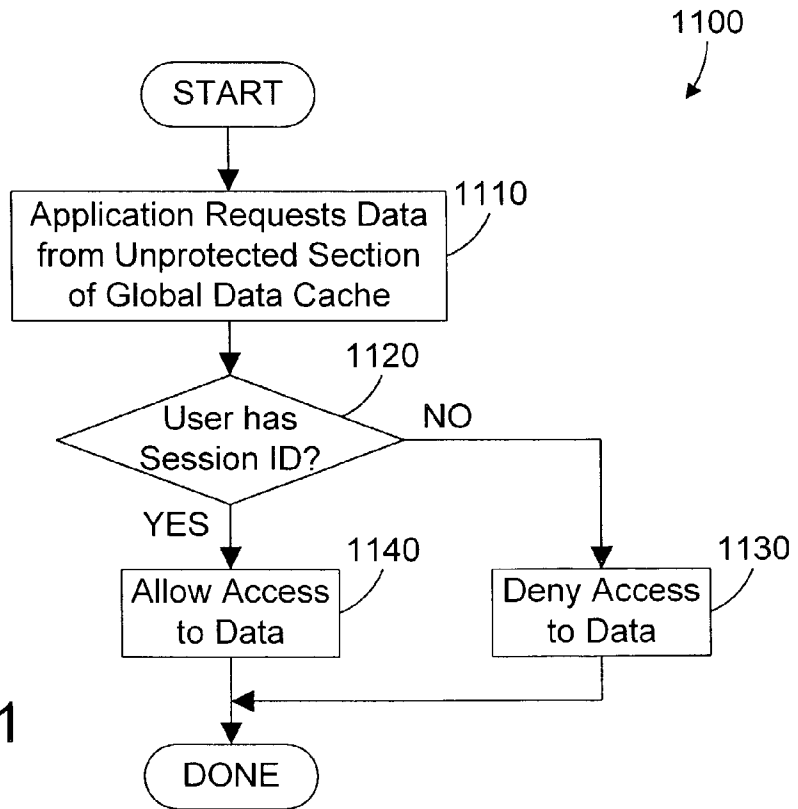 1100
START
1110
Application Requests Data
from Unprotected Section
of Global Data Cache
1120
User has
Session ID?
NO
YES
1140
1130
Allow Access
to Data
Deny Access
to Data
1
DONE